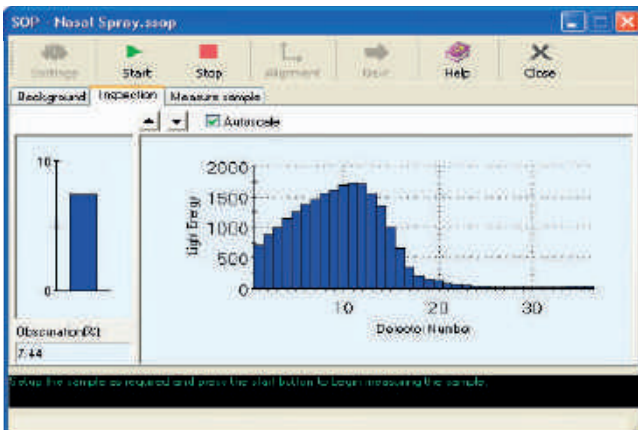 SOP - Nasal Spray.ssop
Settings Start Stop Alignment Next Help Close
Background Inspection Measure sample
Autoscale
10
0
Obscuration(%)
7.44
Light Energy
2000
1500
1000
500
0
10 20 30
Detector Number
Setup the sample as required and press the start button to begin measuring the sample.